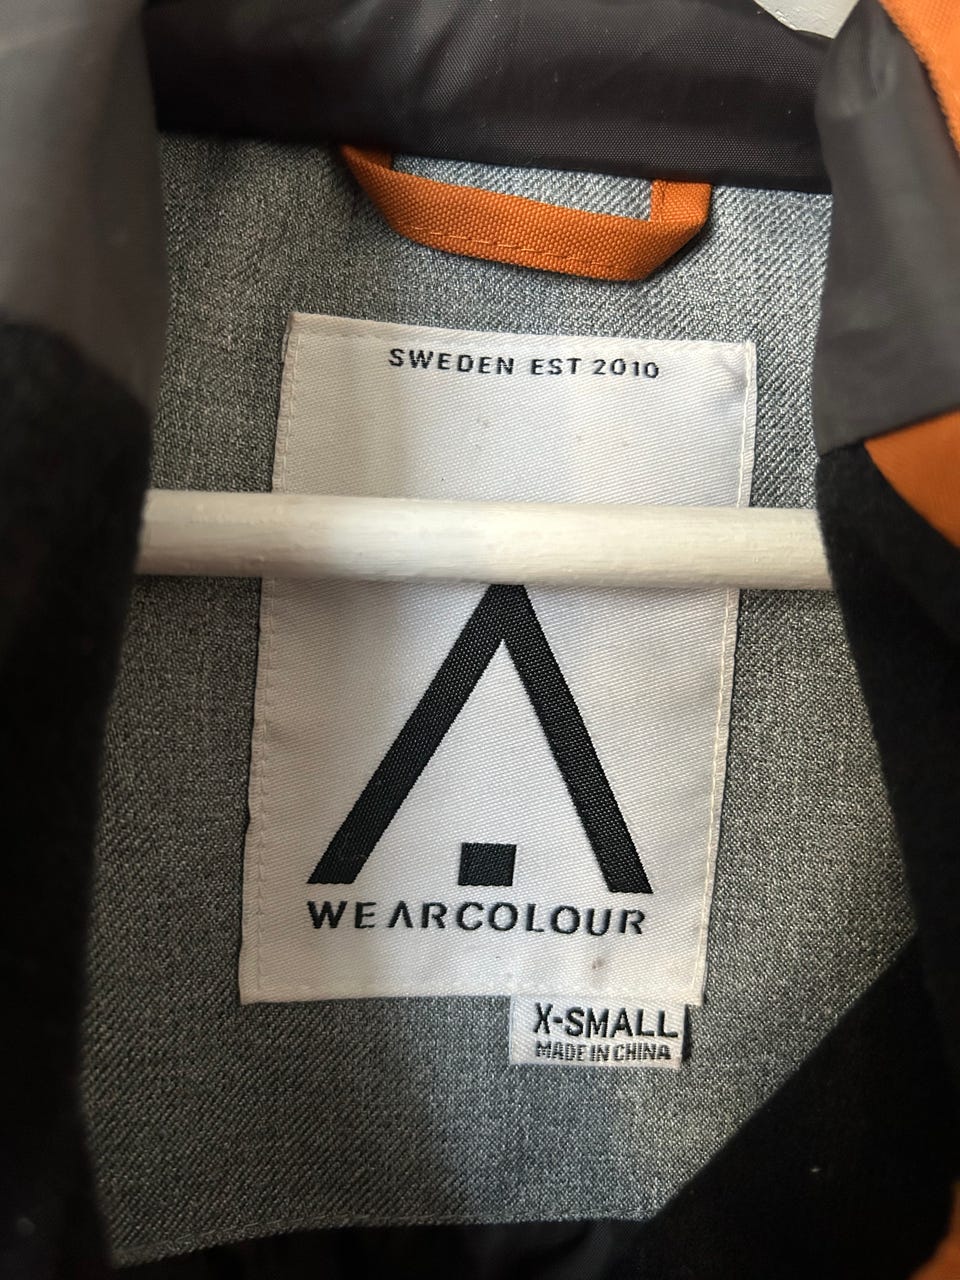 SWEDEN EST 2010
WEARCOLOUR
X-SMALL
MADE IN CHINA